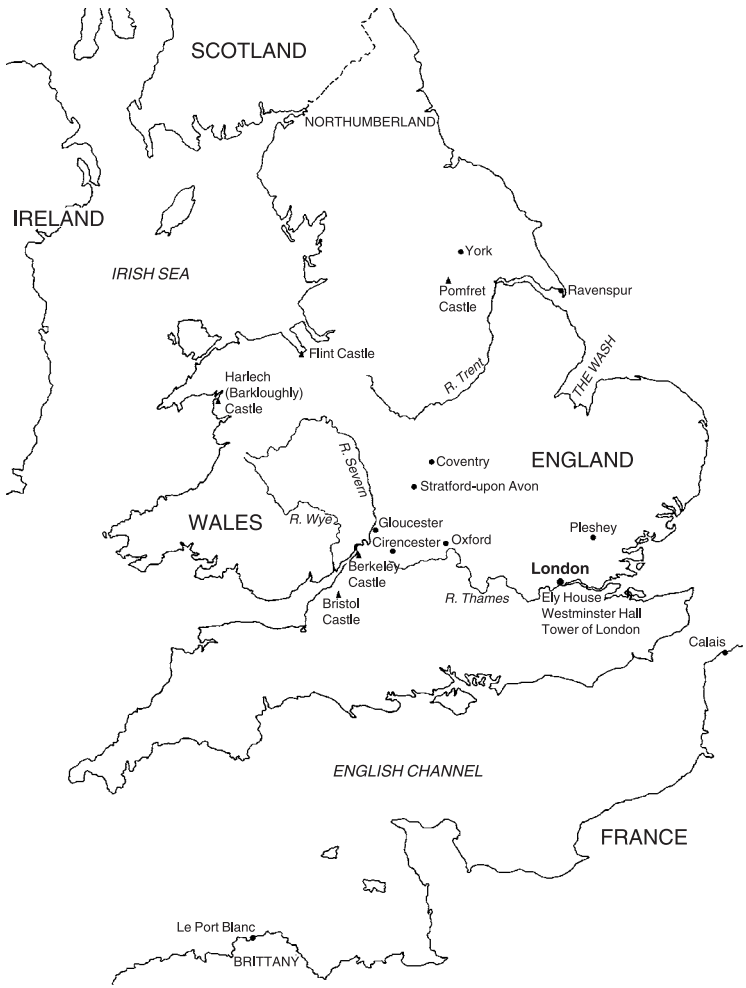 SCOTLAND
NORTHUMBERLAND
IRELAND
IRISH SEA
York
Pomfret
Castle
Ravenspur
Flint Castle
R. Trent
THE WASH
Harlech
(Barkloughly)
Castle
R. Severn
Coventry
ENGLAND
Stratford-upon Avon
WALES
R. Wye
Gloucester
Cirencester
Oxford
Pleshey
Berkeley
Castle
London
R. Thames
Ely House
Westminster Hall
Tower of London
Bristol
Castle
Calais
ENGLISH CHANNEL
FRANCE
Le Port Blanc
BRITTANY